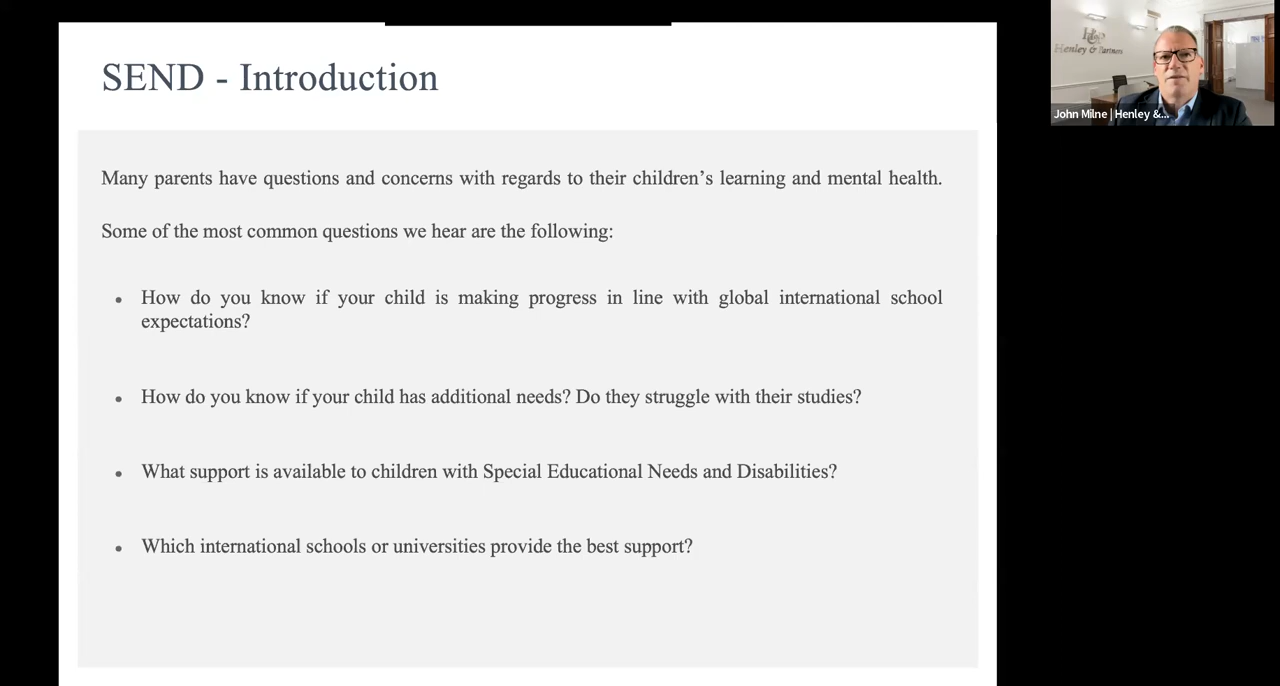 SEND - Introduction
Many parents have questions and concerns with regards to their children’s learning and mental health.
Some of the most common questions we hear are the following:
• How do you know if your child is making progress in line with global international school
expectations?
• How do you know if your child has additional needs? Do they struggle with their studies?
• What support is available to children with Special Educational Needs and Disabilities?
• Which international schools or universities provide the best support?
Henley & Partners
John Milne | Henley &...